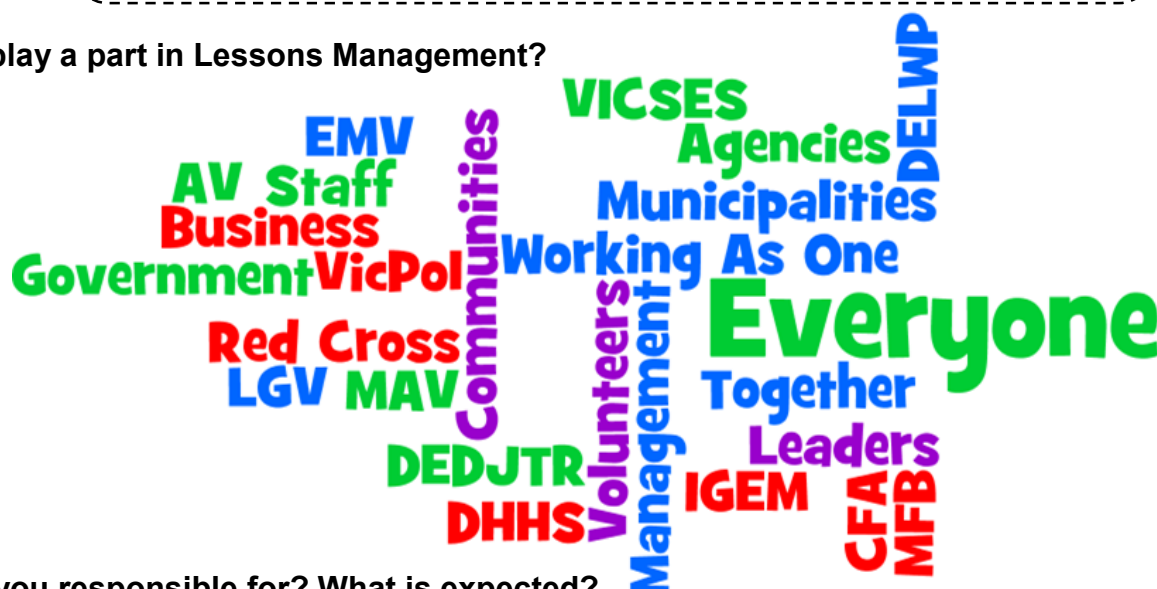 play a part in Lessons Management?
DELWP
VICSES
EMV
Communities
Agencies
AV Staff
Municipalities
Business
Working As One
Government
VicPol
Everyone
Volunteers
Management
Red Cross
LGV
MAV
Together
Leaders
DEDJTR
IGEM
CFA
MFB
DHHS
you responsible for? What is expected?